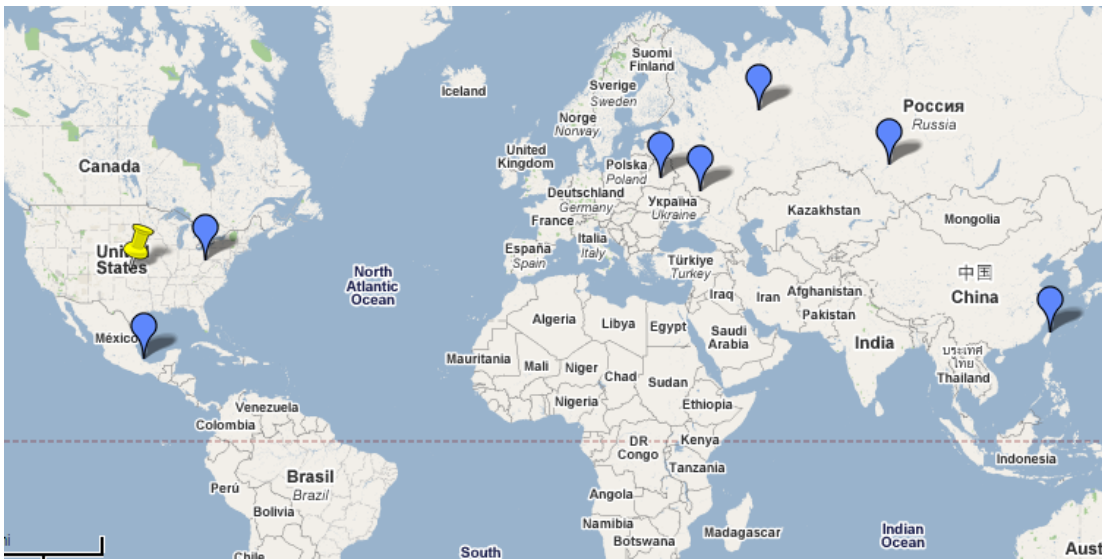 Suomi
Finland
Iceland
Sverige
Sweden
Россия
Russia
Norge
Norway
Canada
United
Kingdom
Polska
Poland
Deutschland
Germany
Україна
Ukraine
Kazakhstan
Mongolia
France
United
States
España
Spain
Italia
Italy
Türkiye
Turkey
North
Atlantic
Ocean
中国
China
Iraq
Iran
Afghanistan
Pakistan
Algeria
Libya
Egypt
Saudi
Arabia
India
México
Mauritania
Mali
Niger
Chad
Sudan
ประเทศ
ไทย
Thailand
Nigeria
Ethiopia
Venezuela
Colombia
DR
Congo
Kenya
Indonesia
Tanzania
Perú
Brasil
Brazil
Bolivia
Angola
Namibia
Botswana
Madagascar
Indian
Ocean
Chile
South
Aust